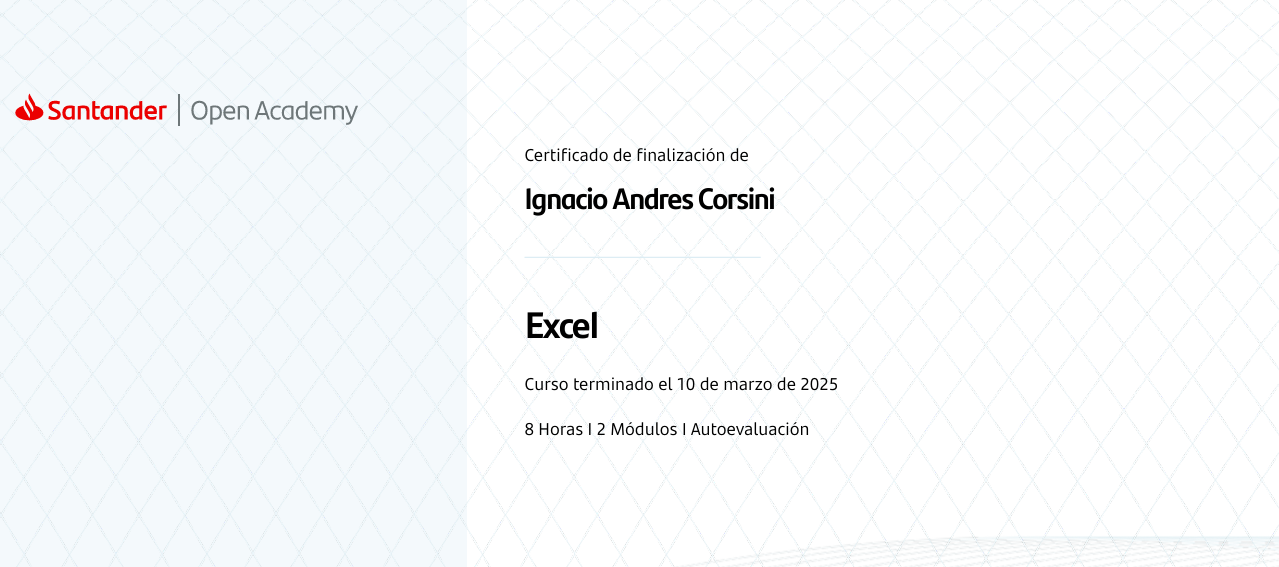 Santander | Open Academy
Certificado de finalización de
Ignacio Andres Corsini
Excel
Curso terminado el 10 de marzo de 2025
8 Horas I 2 Módulos I Autoevaluación